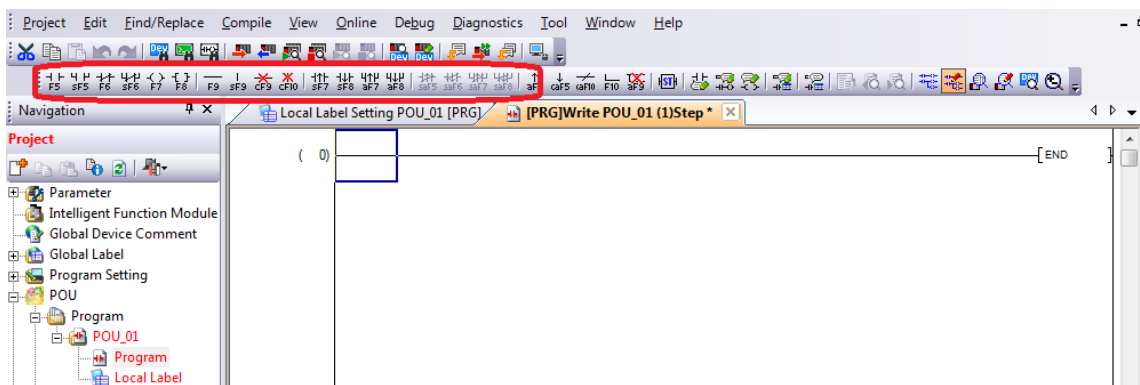 Project Edit Find/Replace Compile View Online Debug Diagnostics Tool Window Help
F5 sF5 F6 sF6 F7 F8 F9 sF9 cF9 cF10 sF7 sF8 aF7 aF8 saF5 saF6 saF7 saF8 aF caF5 caF10 F10 aF9
Navigation
Local Label Setting POU_01 [PRG]
[PRG]Write POU_01 (1)Step *
Project
( 0)
END
Parameter
Intelligent Function Module
Global Device Comment
Global Label
Program Setting
POU
Program
POU_01
Program
Local Label